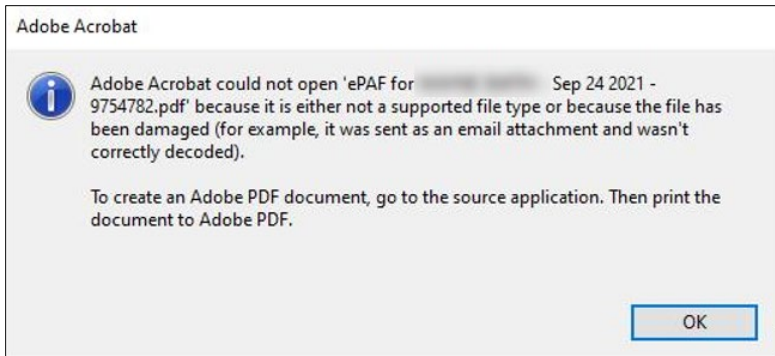 Adobe Acrobat
Adobe Acrobat could not open 'ePAF for Sep 24 2021 -
9754782.pdf' because it is either not a supported file type or because the file has
been damaged (for example, it was sent as an email attachment and wasn't
correctly decoded).
To create an Adobe PDF document, go to the source application. Then print the
document to Adobe PDF.
OK